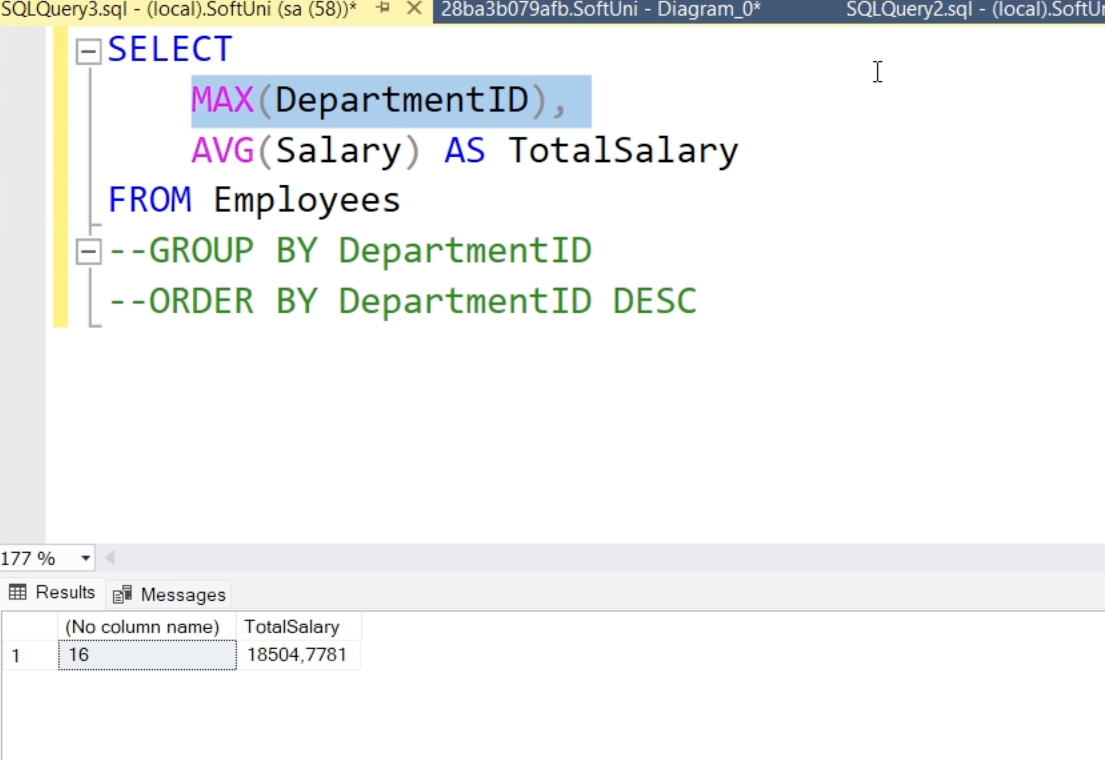 SQLQuery3.sql - (local).SoftUni (sa (58))* 28ba3b079afb.SoftUni - Diagram_0* SQLQuery2.sql - (local).SoftUn
SELECT
MAX(DepartmentID),
AVG(Salary) AS TotalSalary
FROM Employees
--GROUP BY DepartmentID
--ORDER BY DepartmentID DESC
177 %
Results Messages
(No column name) TotalSalary
1 16 18504,7781